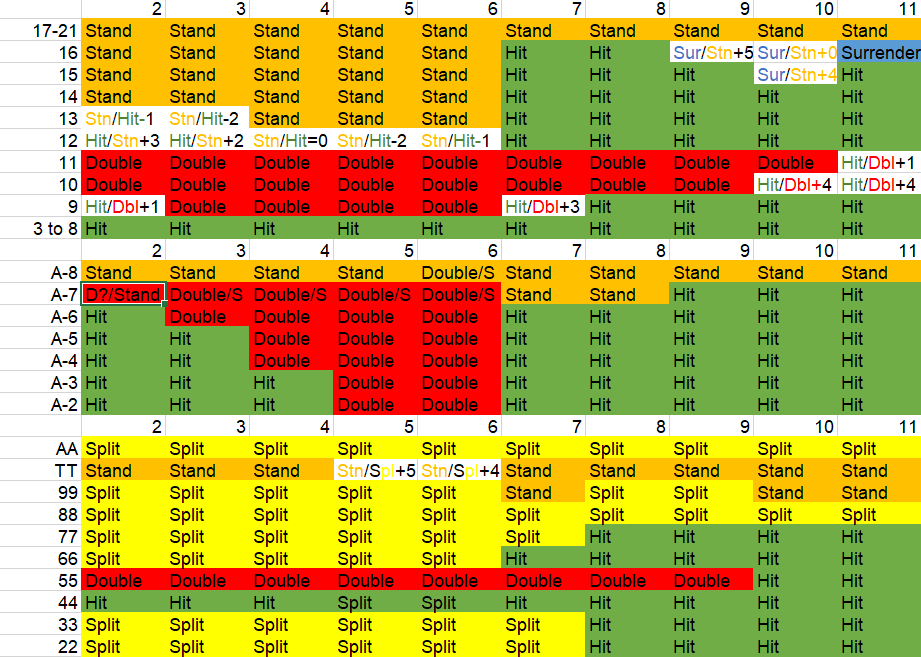 2 3 4 5 6 7 8 9 10 11
17-21 Stand Stand Stand Stand Stand Stand Stand Stand Stand Stand
16 Stand Stand Stand Stand Stand Hit Hit Sur/Stn+5 Sur/Stn+0 Surrender
15 Stand Stand Stand Stand Stand Hit Hit Hit Sur/Stn+4 Hit
14 Stand Stand Stand Stand Stand Hit Hit Hit Hit Hit
13 Stn/Hit-1 Stn/Hit-2 Stand Stand Stand Hit Hit Hit Hit Hit
12 Hit/Stn+3 Hit/Stn+2 Stn/Hit=0 Stn/Hit-2 Stn/Hit-1 Hit Hit Hit Hit Hit
11 Double Double Double Double Double Double Double Double Double Hit/Dbl+1
10 Double Double Double Double Double Double Double Double Hit/Dbl+4 Hit/Dbl+4
9 Hit/Dbl+1 Double Double Double Double Hit/Dbl+3 Hit Hit Hit Hit
3 to 8 Hit Hit Hit Hit Hit Hit Hit Hit Hit Hit
2 3 4 5 6 7 8 9 10 11
A-8 Stand Stand Stand Stand Double/S Stand Stand Stand Stand Stand
A-7 D?/Stand Double/S Double/S Double/S Double/S Stand Stand Hit Hit Hit
A-6 Hit Double Double Double Double Hit Hit Hit Hit Hit
A-5 Hit Hit Double Double Double Hit Hit Hit Hit Hit
A-4 Hit Hit Double Double Double Hit Hit Hit Hit Hit
A-3 Hit Hit Hit Double Double Hit Hit Hit Hit Hit
A-2 Hit Hit Hit Double Double Hit Hit Hit Hit Hit
2 3 4 5 6 7 8 9 10 11
AA Split Split Split Split Split Split Split Split Split Split
TT Stand Stand Stand Stn/Spl+5 Stn/Spl+4 Stand Stand Stand Stand Stand
99 Split Split Split Split Split Stand Split Split Stand Stand
88 Split Split Split Split Split Split Split Split Split Split
77 Split Split Split Split Split Split Hit Hit Hit Hit
66 Split Split Split Split Split Hit Hit Hit Hit Hit
55 Double Double Double Double Double Double Double Double Hit Hit
44 Hit Hit Hit Split Split Hit Hit Hit Hit Hit
33 Split Split Split Split Split Split Hit Hit Hit Hit
22 Split Split Split Split Split Split Hit Hit Hit Hit